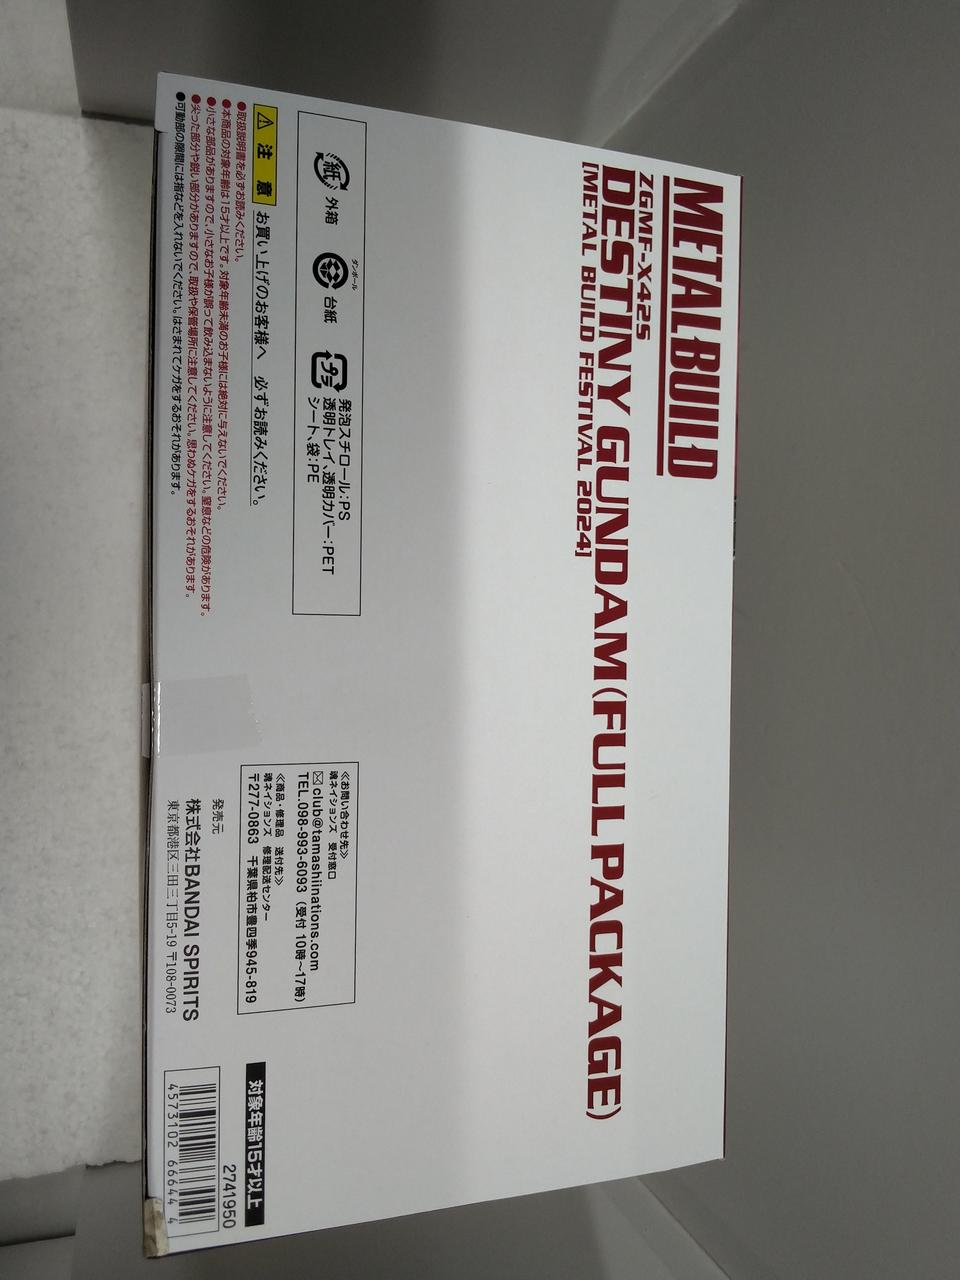 METAL BUILD
ZGMF-X42S
DESTINY GUNDAM (FULL PACKAGE)
[METAL BUILD FESTIVAL 2024]
紙 外箱
ダンボール
台紙
プラ
発泡スチロール:PS
透明トレイ、透明カバー:PET
シート、袋:PE
注意 お買い上げのお客様へ 必ずお読みください。
●取扱説明書を必ずお読みください。
●本商品の対象年齢は15才以上です。対象年齢未満のお子様には絶対に与えないでください。
●小さな部品がありますので、小さなお子様が誤って飲み込まないように注意してください。窒息などの危険があります。
●尖った部分や鋭い部分がありますので、取扱や保管場所に注意してください。思わぬケガをするおそれがあります。
●可動部の隙間には指などを入れないでください。はさまれてケガをするおそれがあります。
≪お問い合わせ先≫
魂ネイションズ 受付窓口
club@tamashiinations.com
TEL.098-993-6093 (受付 10時〜17時)
≪商品・修理品 送付先≫
魂ネイションズ 修理配送センター
〒277-0863 千葉県柏市豊四季945-819
発売元
株式会社BANDAI SPIRITS
東京都港区三田三丁目5-19 〒108-0073
対象年齢15才以上
2741950
4573102 66644 4